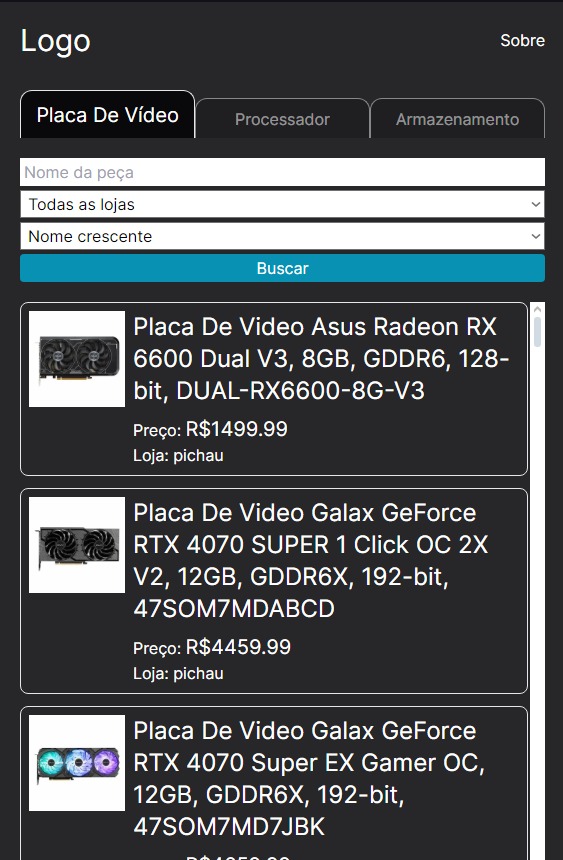 Logo
Sobre
Placa De Vídeo
Processador
Armazenamento
Nome da peça
Todas as lojas
Nome crescente
Buscar
Placa De Video Asus Radeon RX
6600 Dual V3, 8GB, GDDR6, 128-
bit, DUAL-RX6600-8G-V3
Preço: R$1499.99
Loja: pichau
Placa De Video Galax GeForce
RTX 4070 SUPER 1 Click OC 2X
V2, 12GB, GDDR6X, 192-bit,
47SOM7MDABCD
Preço: R$4459.99
Loja: pichau
Placa De Video Galax GeForce
RTX 4070 Super EX Gamer OC,
12GB, GDDR6X, 192-bit,
47SOM7MD7JBK